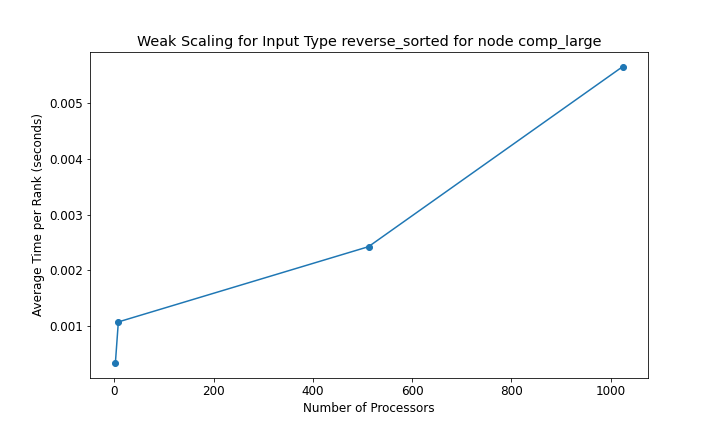 Weak Scaling for Input Type reverse_sorted for node comp_large
Average Time per Rank (seconds)
0.005
0.004
0.003
0.002
0.001
0 200 400 600 800 1000
Number of Processors